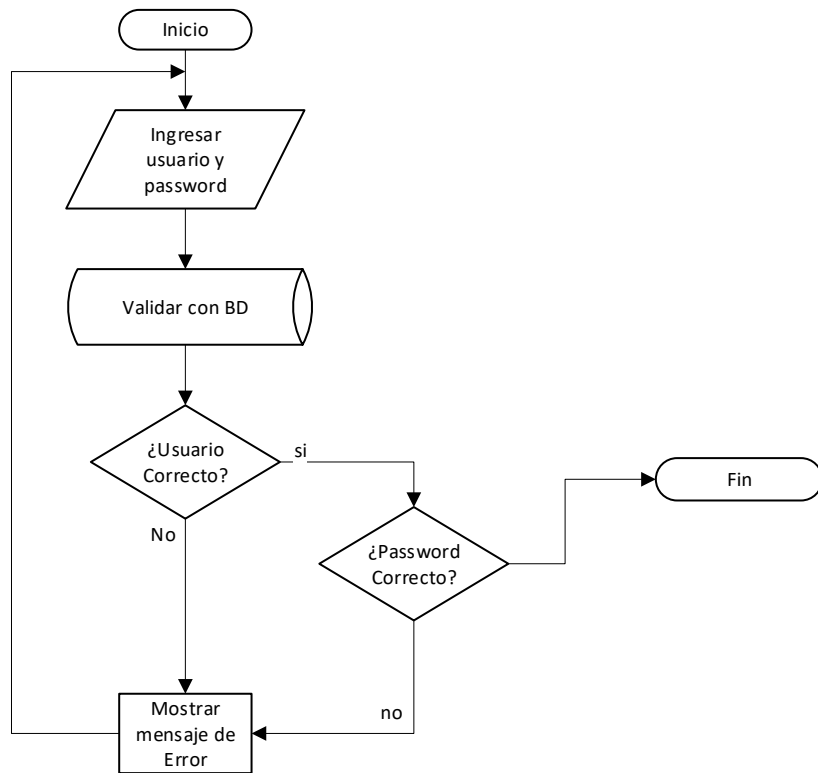 Inicio
Ingresar
usuario y
password
Validar con BD
¿Usuario
Correcto?
si
No
¿Password
Correcto?
Fin
no
Mostrar
mensaje de
Error